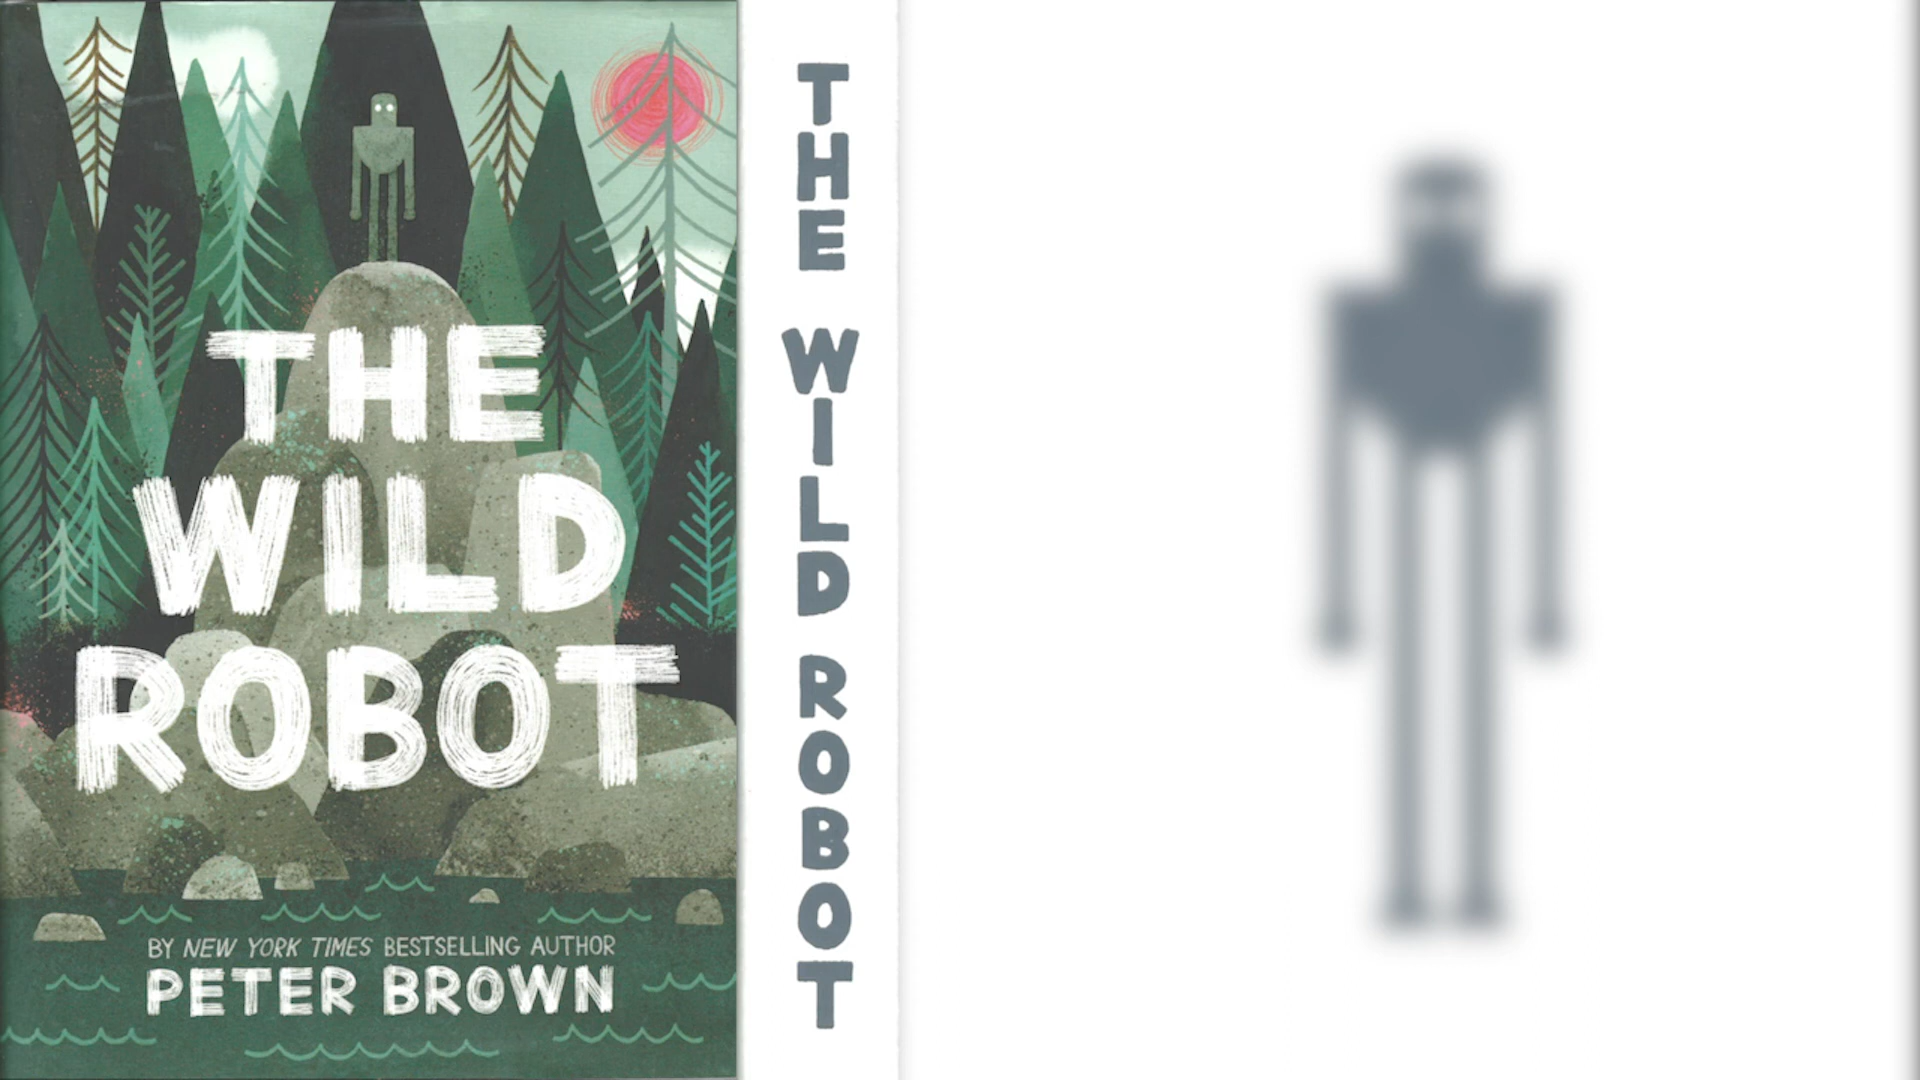 THE
WILD
ROBOT
BY NEW YORK TIMES BESTSELLING AUTHOR
PETER BROWN
THE WILD ROBOT